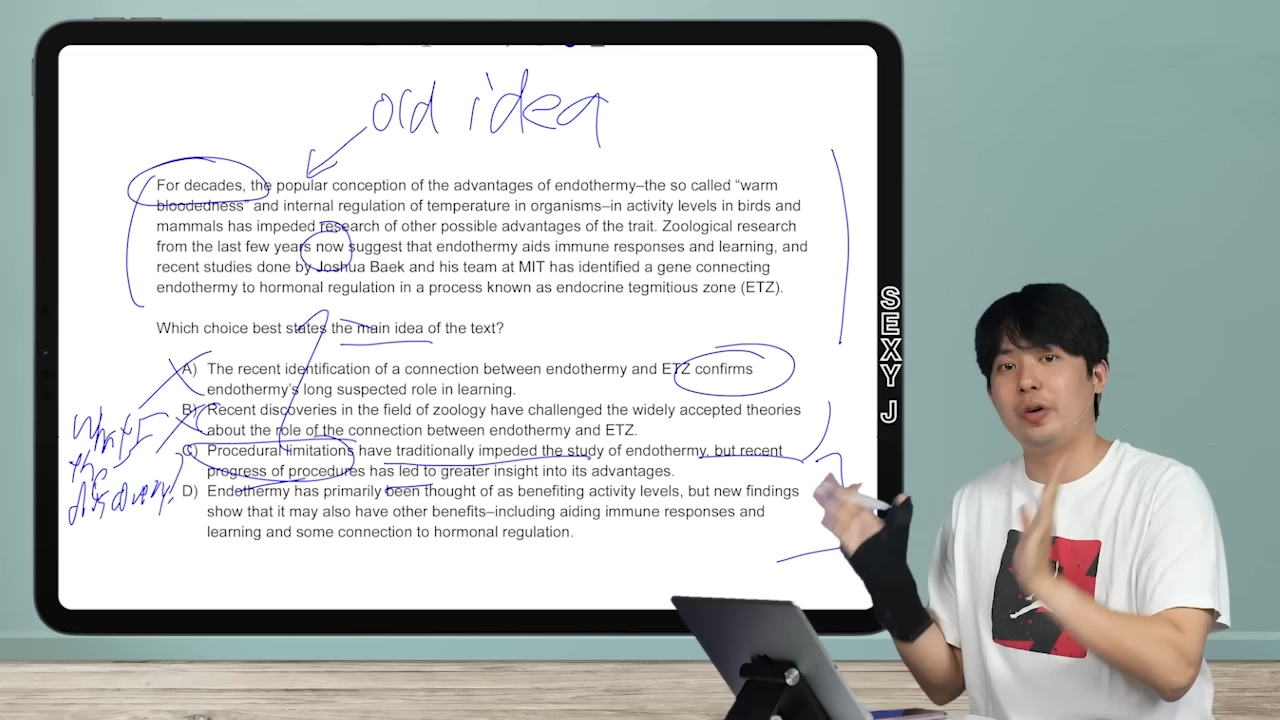 old idea
For decades, the popular conception of the advantages of endothermy–the so called “warm
bloodedness” and internal regulation of temperature in organisms–in activity levels in birds and
mammals has impeded research of other possible advantages of the trait. Zoological research
from the last few years now suggest that endothermy aids immune responses and learning, and
recent studies done by Joshua Baek and his team at MIT has identified a gene connecting
endothermy to hormonal regulation in a process known as endocrine tegmitious zone (ETZ).
Which choice best states the main idea of the text?
A) The recent identification of a connection between endothermy and ETZ confirms
endothermy’s long suspected role in learning.
B) Recent discoveries in the field of zoology have challenged the widely accepted theories
about the role of the connection between endothermy and ETZ.
C) Procedural limitations have traditionally impeded the study of endothermy, but recent
progress of procedures has led to greater insight into its advantages.
D) Endothermy has primarily been thought of as benefiting activity levels, but new findings
show that it may also have other benefits–including aiding immune responses and
learning and some connection to hormonal regulation.
discovery
SEXY J